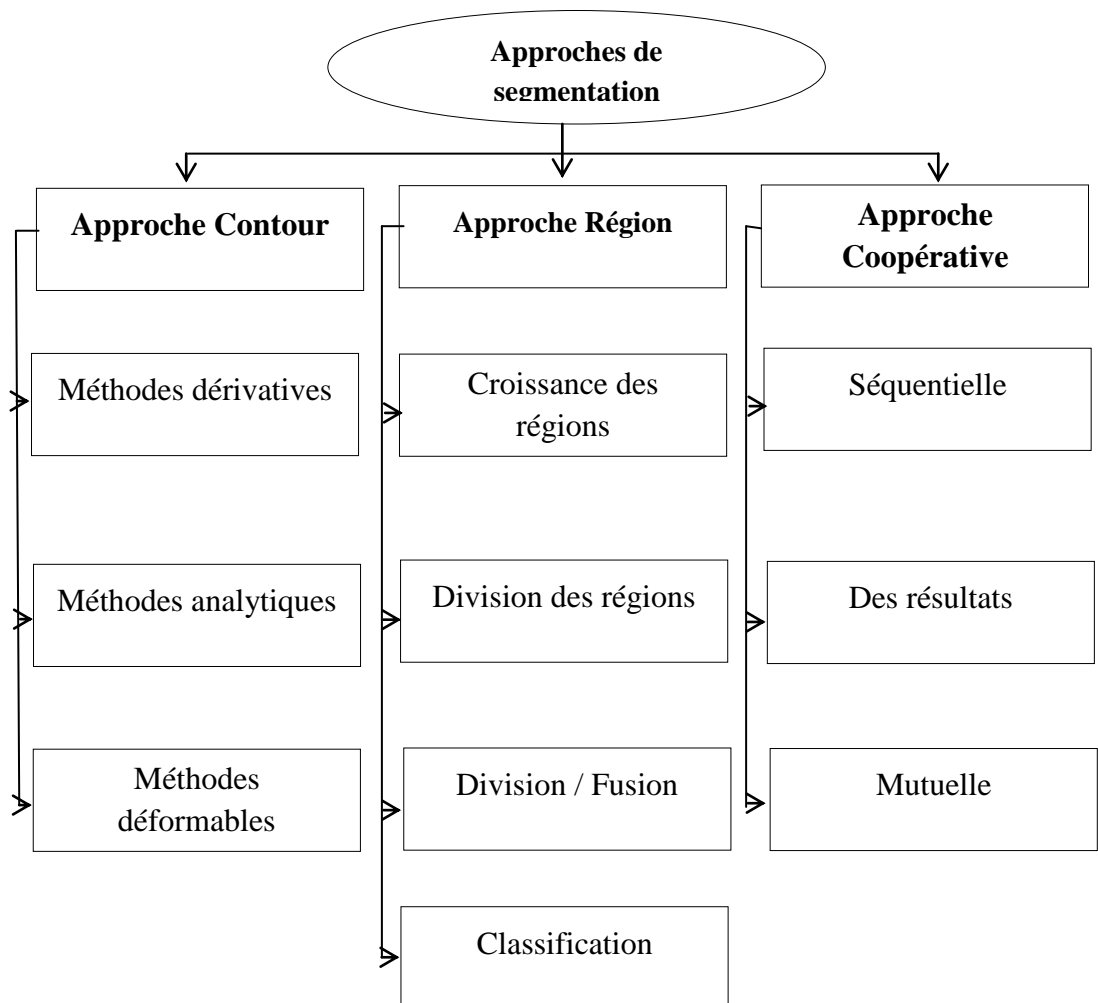 Approches de
segmentation
Approche Contour
Méthodes dérivatives
Méthodes analytiques
Méthodes
déformables
Approche Région
Croissance des
régions
Division des régions
Division / Fusion
Classification
Approche
Coopérative
Séquentielle
Des résultats
Mutuelle